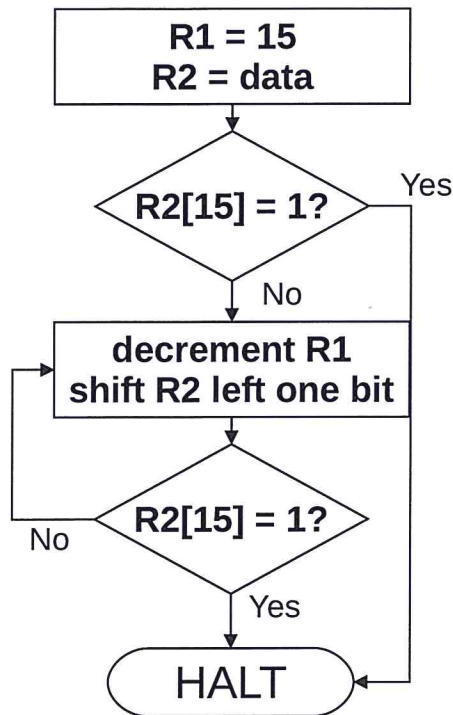 R1 = 15
R2 = data
R2[15] = 1?
Yes
No
decrement R1
shift R2 left one bit
R2[15] = 1?
No
Yes
HALT